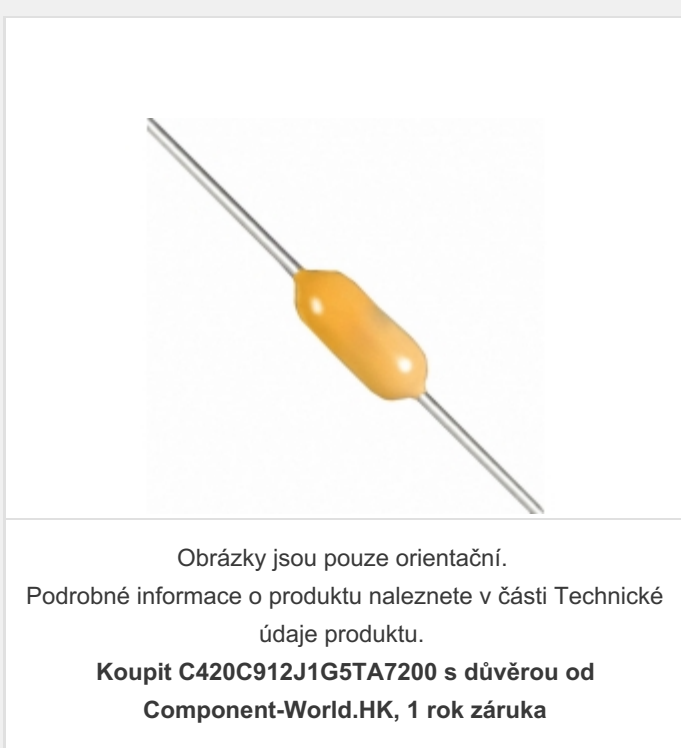 Obrázky jsou pouze orientační.
Podrobné informace o produktu naleznete v části Technické
údaje produktu.
Koupit C420C912J1G5TA7200 s důvěrou od
Component-World.HK, 1 rok záruka